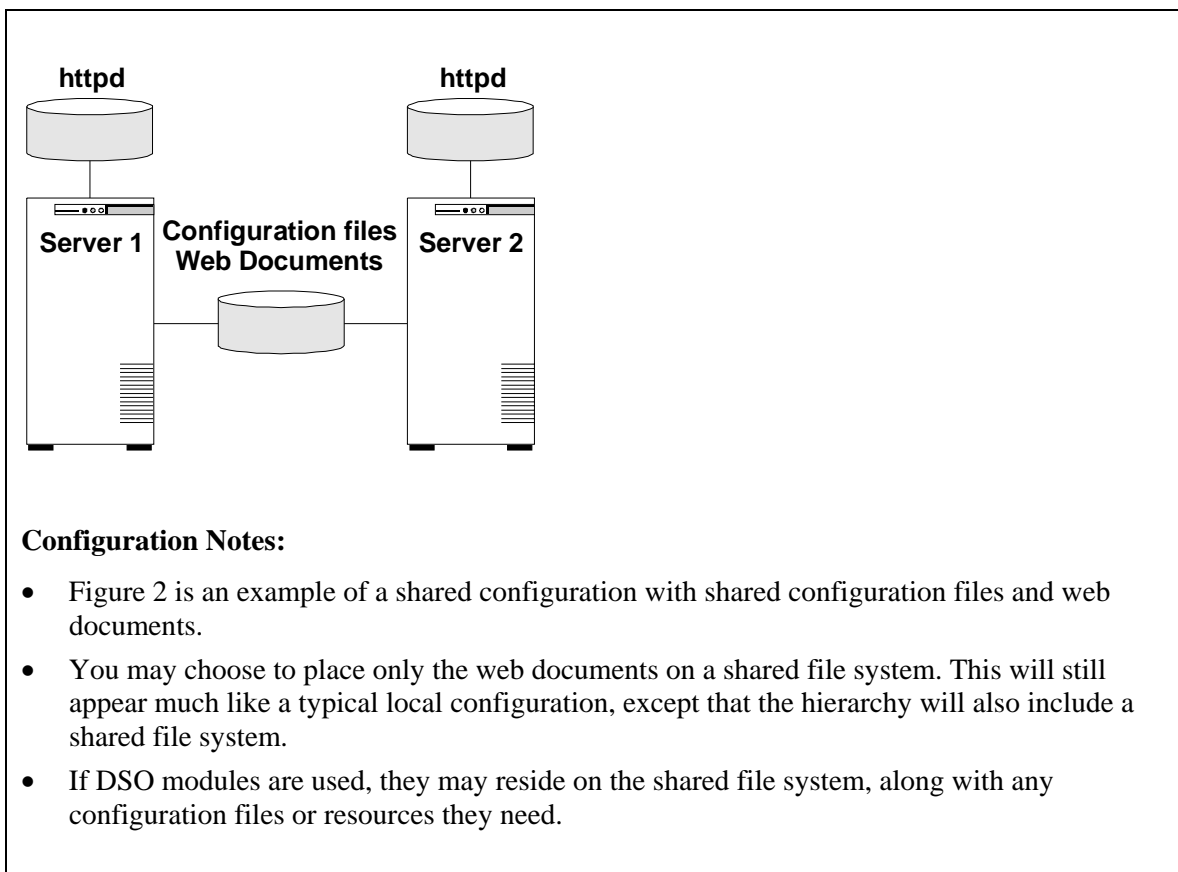 httpd httpd
Server 1 Configuration files Server 2
Web Documents
Configuration Notes:
• Figure 2 is an example of a shared configuration with shared configuration files and web
documents.
• You may choose to place only the web documents on a shared file system. This will still
appear much like a typical local configuration, except that the hierarchy will also include a
shared file system.
• If DSO modules are used, they may reside on the shared file system, along with any
configuration files or resources they need.